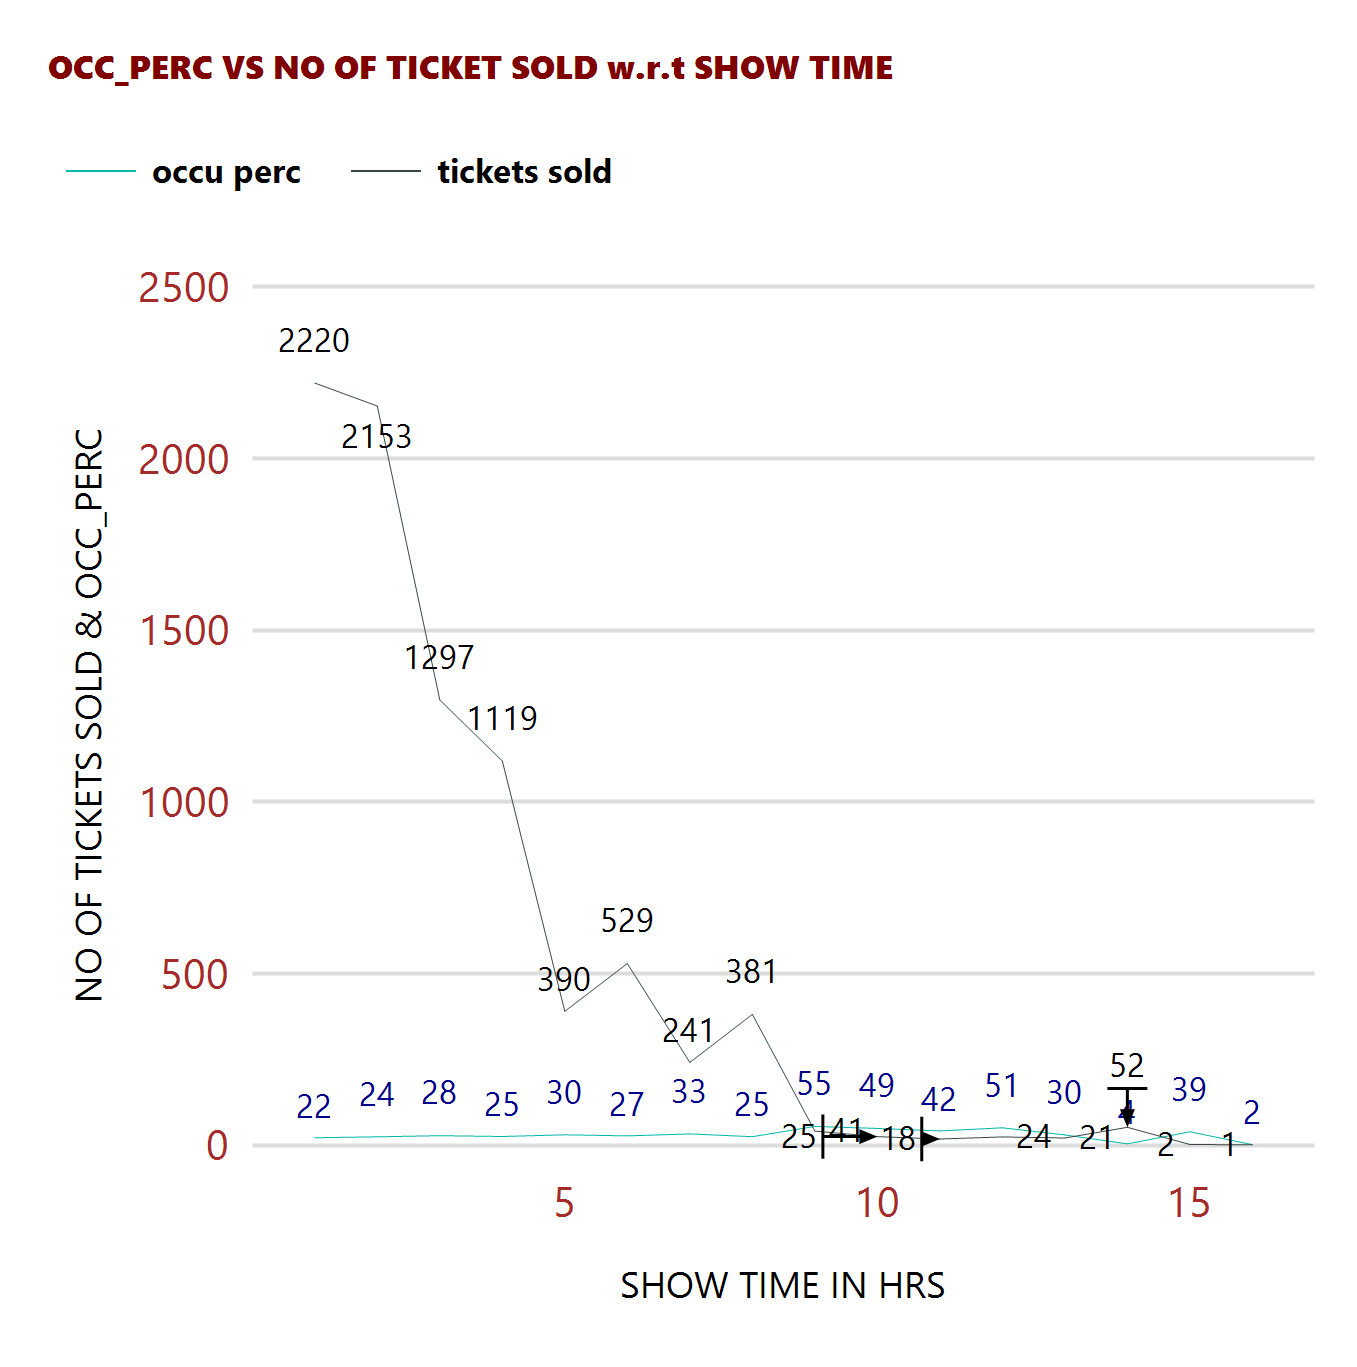 OCC_PERC VS NO OF TICKET SOLD w.r.t SHOW TIME
occu perc tickets sold
NO OF TICKETS SOLD & OCC_PERC
2500
2220
2153
2000
1500
1297
1119
1000
529
500
390
381
241
52
22 24 28 25 30 27 33 25 55 49 42 51 30 4 39 2
0
25 41 18 24 21 2 1
5 10 15
SHOW TIME IN HRS